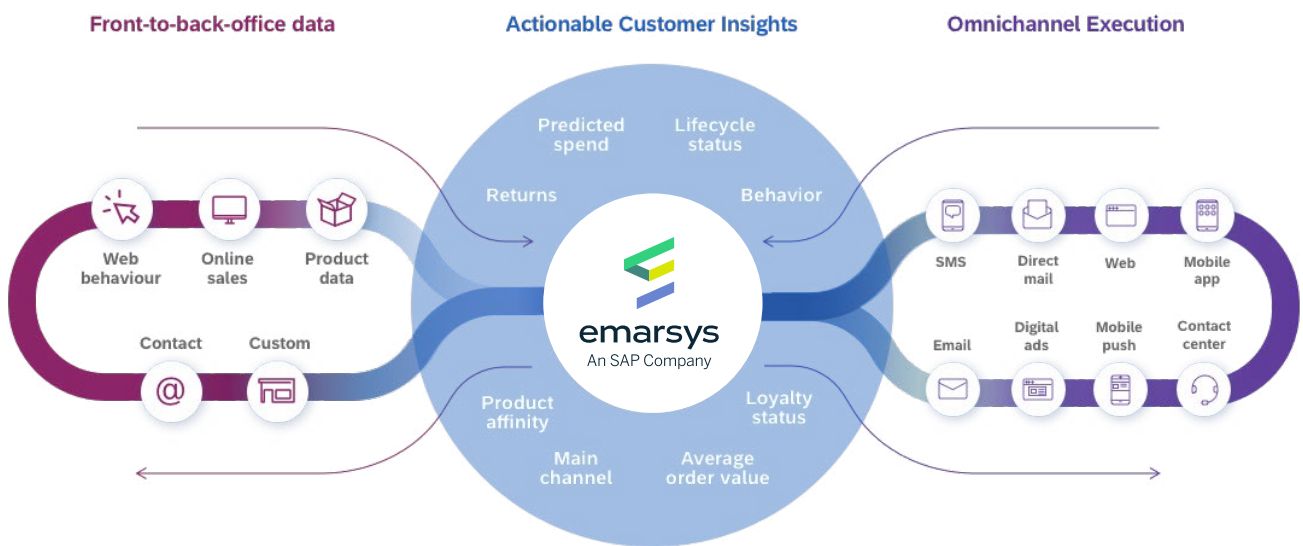 Front-to-back-office data
Actionable Customer Insights
Omnichannel Execution
Web
behaviour
Online
sales
Product
data
Contact
@
Custom
Predicted
spend
Lifecycle
status
Returns
Behavior
emarsys
An SAP Company
Product
affinity
Loyalty
status
Main
channel
Average
order value
SMS
Direct
mail
Web
Mobile
app
Email
Digital
ads
Mobile
push
Contact
center